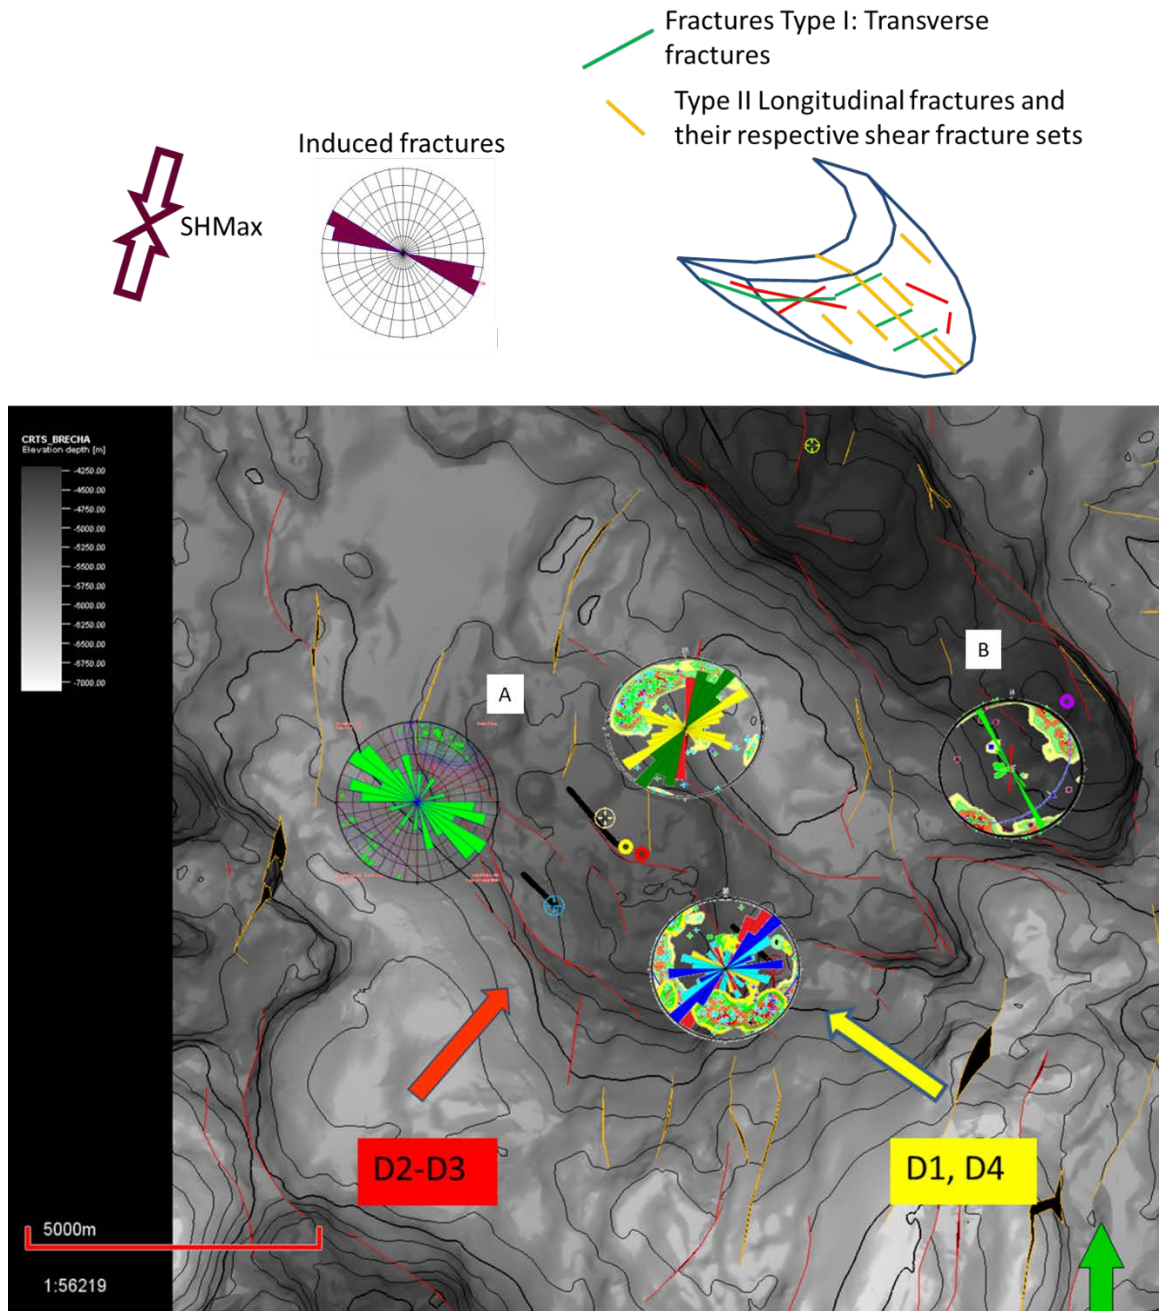 Fractures Type I: Transverse
fractures
Type II Longitudinal fractures and
their respective shear fracture sets
Induced fractures
SHMax
CRTS_BRECHA
Elevation depth [m]
-4250.00
-4500.00
-4750.00
-5000.00
-5250.00
-5500.00
-5750.00
-6000.00
-6250.00
-6500.00
-6750.00
-7000.00
A
B
D2-D3
D1, D4
5000m
1:56219